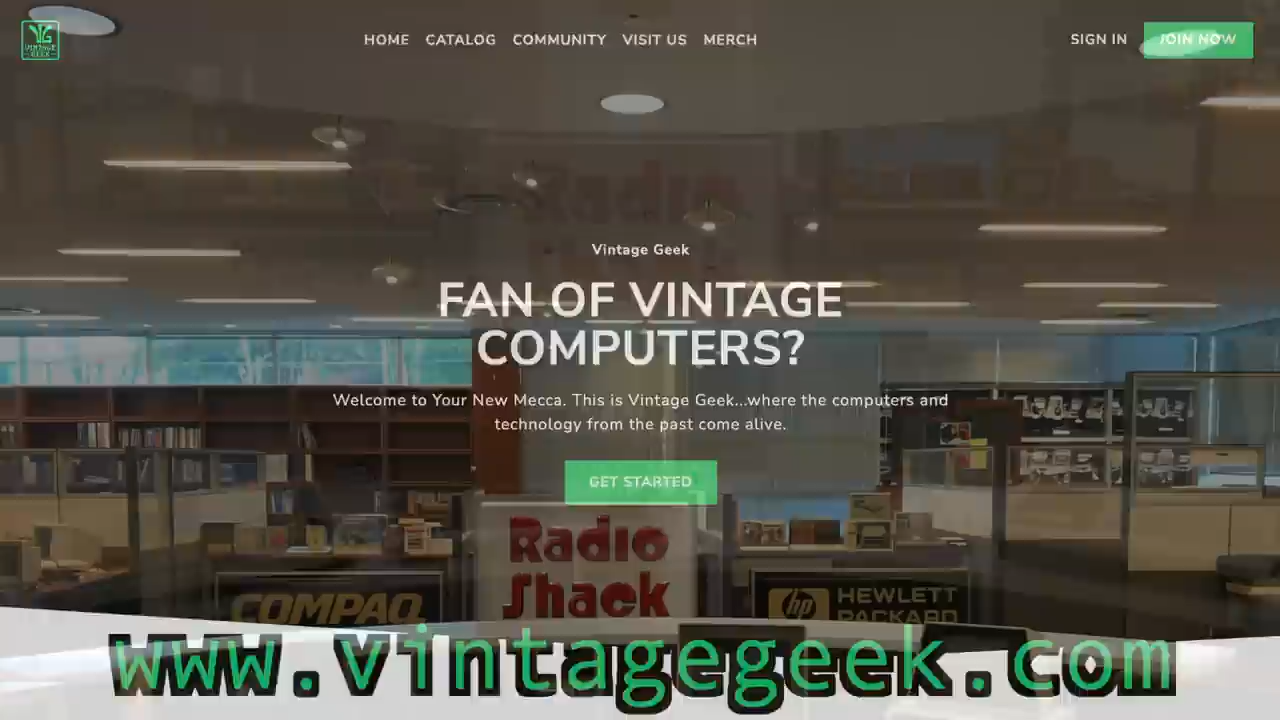 VINTAGE
GEEK
HOME CATALOG COMMUNITY VISIT US MERCH
SIGN IN JOIN NOW
Vintage Geek
FAN OF VINTAGE
COMPUTERS?
Welcome to Your New Mecca. This is Vintage Geek...where the computers and
technology from the past come alive.
GET STARTED
Radio
Shack
COMPAQ
hp HEWLETT
PACKARD
www.vintagegeek.com